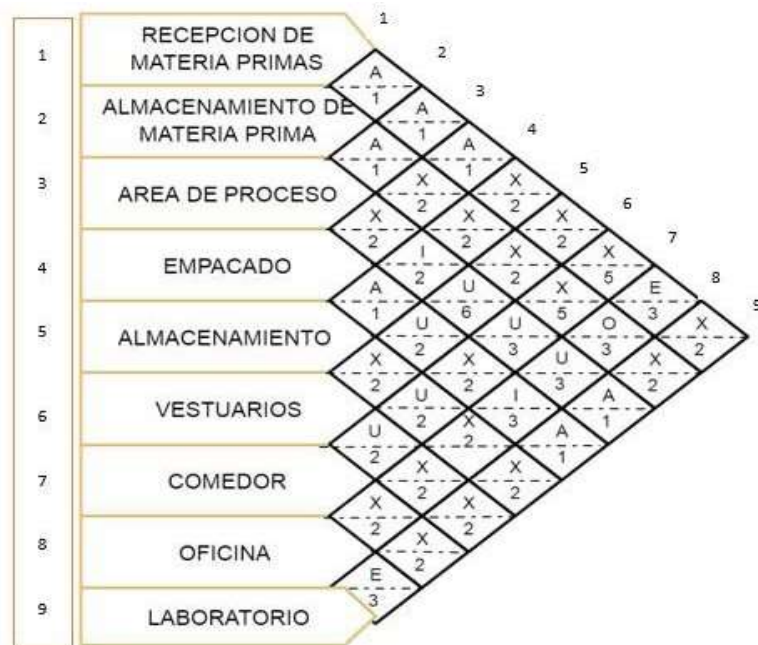 1
1
RECEPCION DE
MATERIA PRIMAS
2
A
1
3
2
ALMACENAMIENTO DE
MATERIA PRIMA
A
1
4
A
1
A
1
5
3
AREA DE PROCESO
X
2
X
2
6
X
2
X
2
X
2
7
4
EMPACADO
I
2
X
2
X
5
8
A
1
U
6
X
5
E
3
9
5
ALMACENAMIENTO
U
2
U
3
O
3
X
2
X
2
X
2
U
3
X
2
6
VESTUARIOS
U
2
I
3
A
1
U
2
X
2
A
1
7
COMEDOR
X
2
X
2
X
2
X
2
8
OFICINA
X
2
E
3
9
LABORATORIO